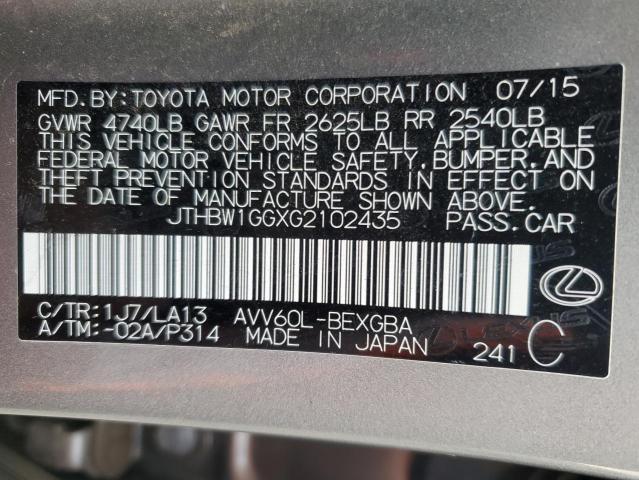 MFD.BY:TOYOTA MOTOR CORPORATION 07/15
GVWR 4740LB GAWR FR 2625LB RR 2540LB
THIS VEHICLE CONFORMS TO ALL APPLICABLE
FEDERAL MOTOR VEHICLE SAFETY,BUMPER,AND
THEFT PREVENTION STANDARDS IN EFFECT ON
THE DATE OF MANUFACTURE SHOWN ABOVE.
JTHBW1GGXG2102435 PASS.CAR
C/TR:1J7/LA13 AVV60L-BEXGBA
A/TM:-02A/P314 MADE IN JAPAN 241 C